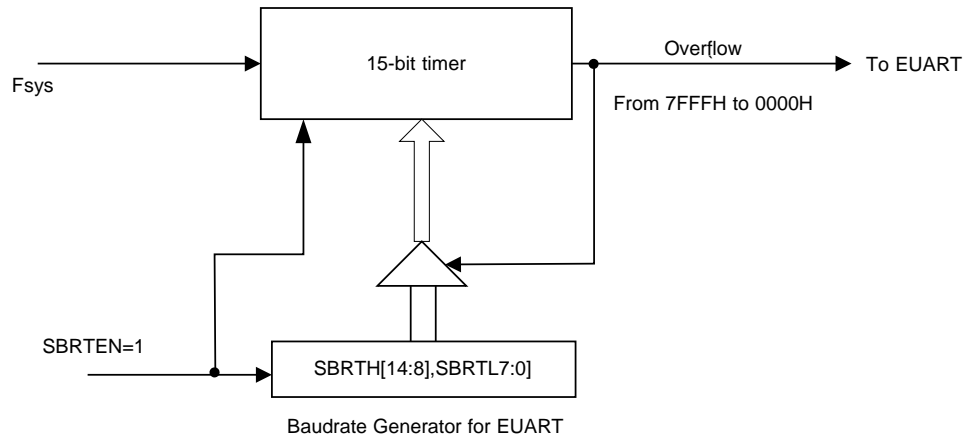 15-bit timer
Overflow
To EUART
Fsys
From 7FFFH to 0000H
SBRTEN=1
SBRTH[14:8],SBRTL7:0]
Baudrate Generator for EUART